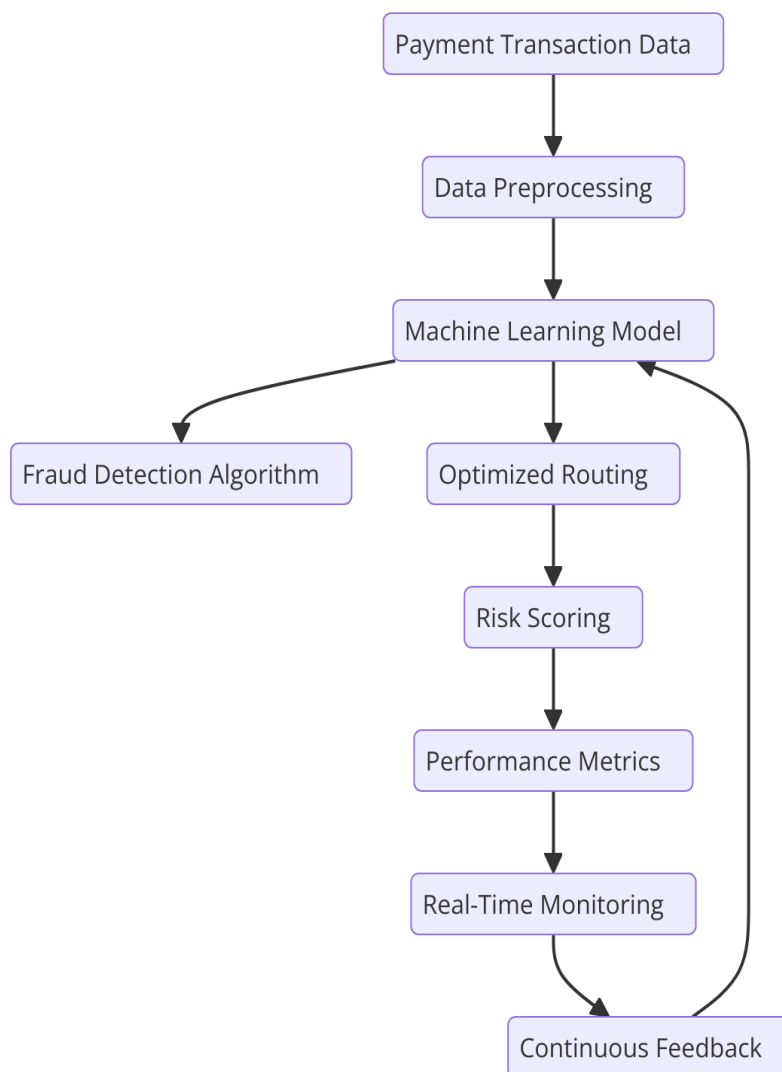 Payment Transaction Data
Data Preprocessing
Machine Learning Model
Fraud Detection Algorithm
Optimized Routing
Risk Scoring
Performance Metrics
Real-Time Monitoring
Continuous Feedback